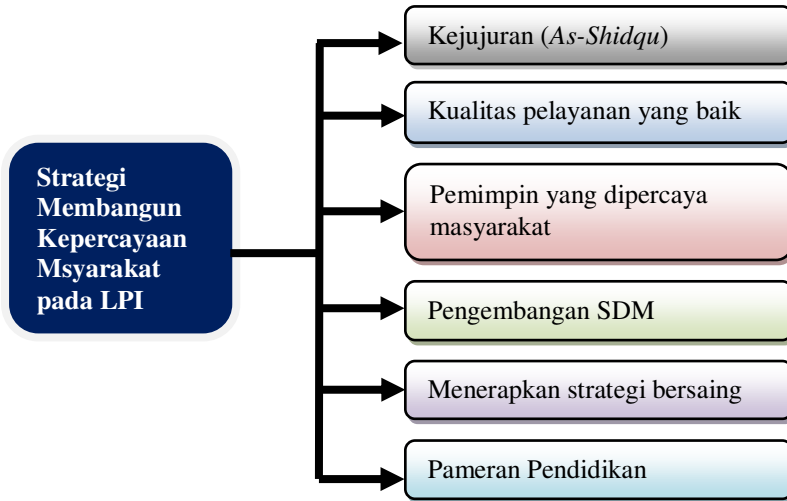 Strategi
Membangun
Kepercayaan
Msyarakat
pada LPI
Kejujuran (As-Shidqu)
Kualitas pelayanan yang baik
Pemimpin yang dipercaya
masyarakat
Pengembangan SDM
Menerapkan strategi bersaing
Pameran Pendidikan